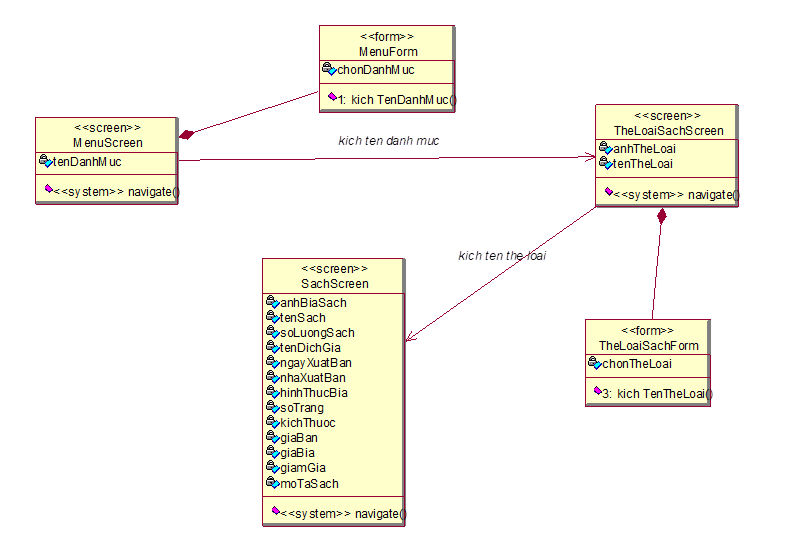 <<form>>
MenuForm
chonDanhMuc
1: kich TenDanhMuc()
<<screen>>
MenuScreen
tenDanhMuc
<<system>> navigate()
kich ten danh muc
<<screen>>
TheLoaiSachScreen
anhTheLoai
tenTheLoai
<<system>> navigate()
kich ten the loai
<<screen>>
SachScreen
anhBiaSach
tenSach
soLuongSach
tenDichGia
ngayXuatBan
nhaXuatBan
hinhThucBia
soTrang
kichThuoc
giaBan
giaBia
giamGia
moTaSach
<<system>> navigate()
<<form>>
TheLoaiSachForm
chonTheLoai
3: kich TenTheLoai()